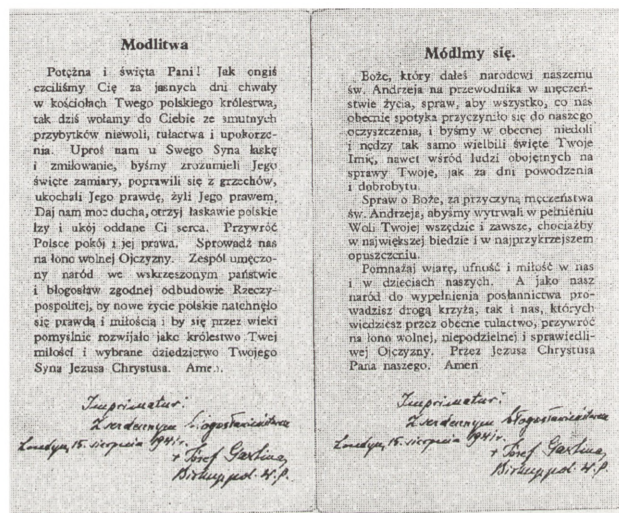 Modlitwa
Potężna i święta Pani! Jak ongiś
czciliśmy Cię za jasnych dni chwały
w kościołach Twego polskiego królestwa,
tak dziś wołamy do Ciebie ze smutnych
przybytków niewoli, tułactwa i upokorze-
nia. Uproś nam u Swego Syna łaskę
i zmiłowanie, byśmy zrozumieli Jego
święte zamiary, poprawili się z grzechów,
ukochali Jego prawdę, żyli Jego prawem.
Daj nam moc ducha, otrzyj łaskawie polskie
łzy i ukój oddane Ci serca. Przywróć
Polsce pokój i jej prawa. Sprowadź nas
na łono wolnej Ojczyzny. Zespól umęczo-
ny naród we wskrzeszonym państwie
i błogosław zgodnej odbudowie Rzeczy-
pospolitej, by nowe życie polskie natchnęło
się prawdą i miłością i by się przez wieki
pomyślnie rozwijało jako królestwo Twej
miłości i wybrane dziedzictwo Twojego
Syna Jezusa Chrystusa. Amen.
Imprimatur:
Z serdecznym błogosławieństwem
Londyn, 15. sierpnia 1941 r.
+ Józef Gawlina,
Biskup pol. W.P.
Módlmy się.
Boże, który dałeś narodowi naszemu
św. Andrzeja na przewodnika w męczeń-
stwie życia, spraw, aby wszystko, co nas
obecnie spotyka przyczyniło się do naszego
oczyszczenia, i byśmy w obecnej niedoli
i nędzy tak samo wielbili święte Twoje
Imię, nawet wśród ludzi obojętnych na
sprawy Twoje, jak za dni powodzenia
i dobrobytu.
Spraw o Boże, za przyczyną męczeństwa
św. Andrzeja, abyśmy wytrwali w pełnieniu
Woli Twojej wszędzie i zawsze, chociażby
w największej biedzie i w najprzykrzejszem
opuszczeniu.
Pomnażaj wiarę, ufność i miłość w nas
i w dzieciach naszych. A jako nasz
naród do wypełnienia posłannictwa pro-
wadzisz drogą krzyża, tak i nas, których
wiedziesz przez obecne tułactwo, przywróć
na łono wolnej, niepodzielnej i sprawiedli-
wej Ojczyzny. Przez Jezusa Chrystusa
Pana naszego. Amen
Imprimatur:
Z serdecznym błogosławieństwem
Londyn, 15. sierpnia 1941 r.
+ Józef Gawlina,
Biskup pol. W.P.